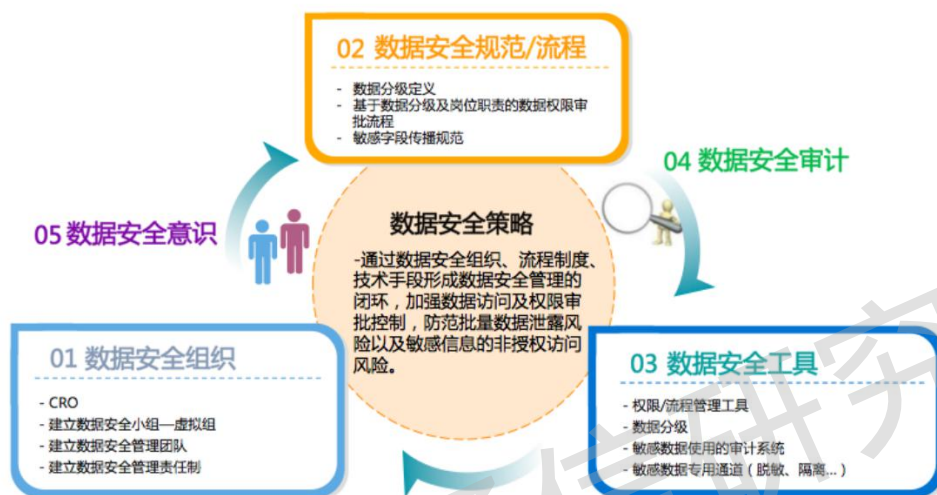 02 数据安全规范/流程
- 数据分级定义
- 基于数据分级及岗位职责的数据权限审
批流程
- 敏感字段传播规范
04 数据安全审计
05 数据安全意识
数据安全策略
-通过数据安全组织、流程制度、
技术手段形成数据安全管理的
闭环，加强数据访问及权限审
批控制，防范批量数据泄露风
险以及敏感信息的非授权访问
风险。
01 数据安全组织
- CRO
- 建立数据安全小组—虚拟组
- 建立数据安全管理团队
- 建立数据安全管理责任制
03 数据安全工具
- 权限/流程管理工具
- 数据分级
- 敏感数据使用的审计系统
- 敏感数据专用通道（脱敏、隔离...）
信研究